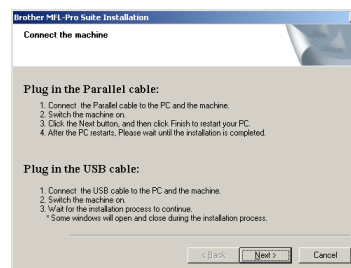 Brother MFL-Pro Suite Installation
Connect the machine
Plug in the Parallel cable:
1. Connect the Parallel cable to the PC and the machine.
2. Switch the machine on.
3. Click the Next button, and then click Finish to restart your PC.
4. After the PC restarts, Please wait until the installation is completed.
Plug in the USB cable:
1. Connect the USB cable to the PC and the machine.
2. Switch the machine on.
3. Wait for the installation process to continue.
* Some windows will open and close during the installation process.
< Back Next > Cancel